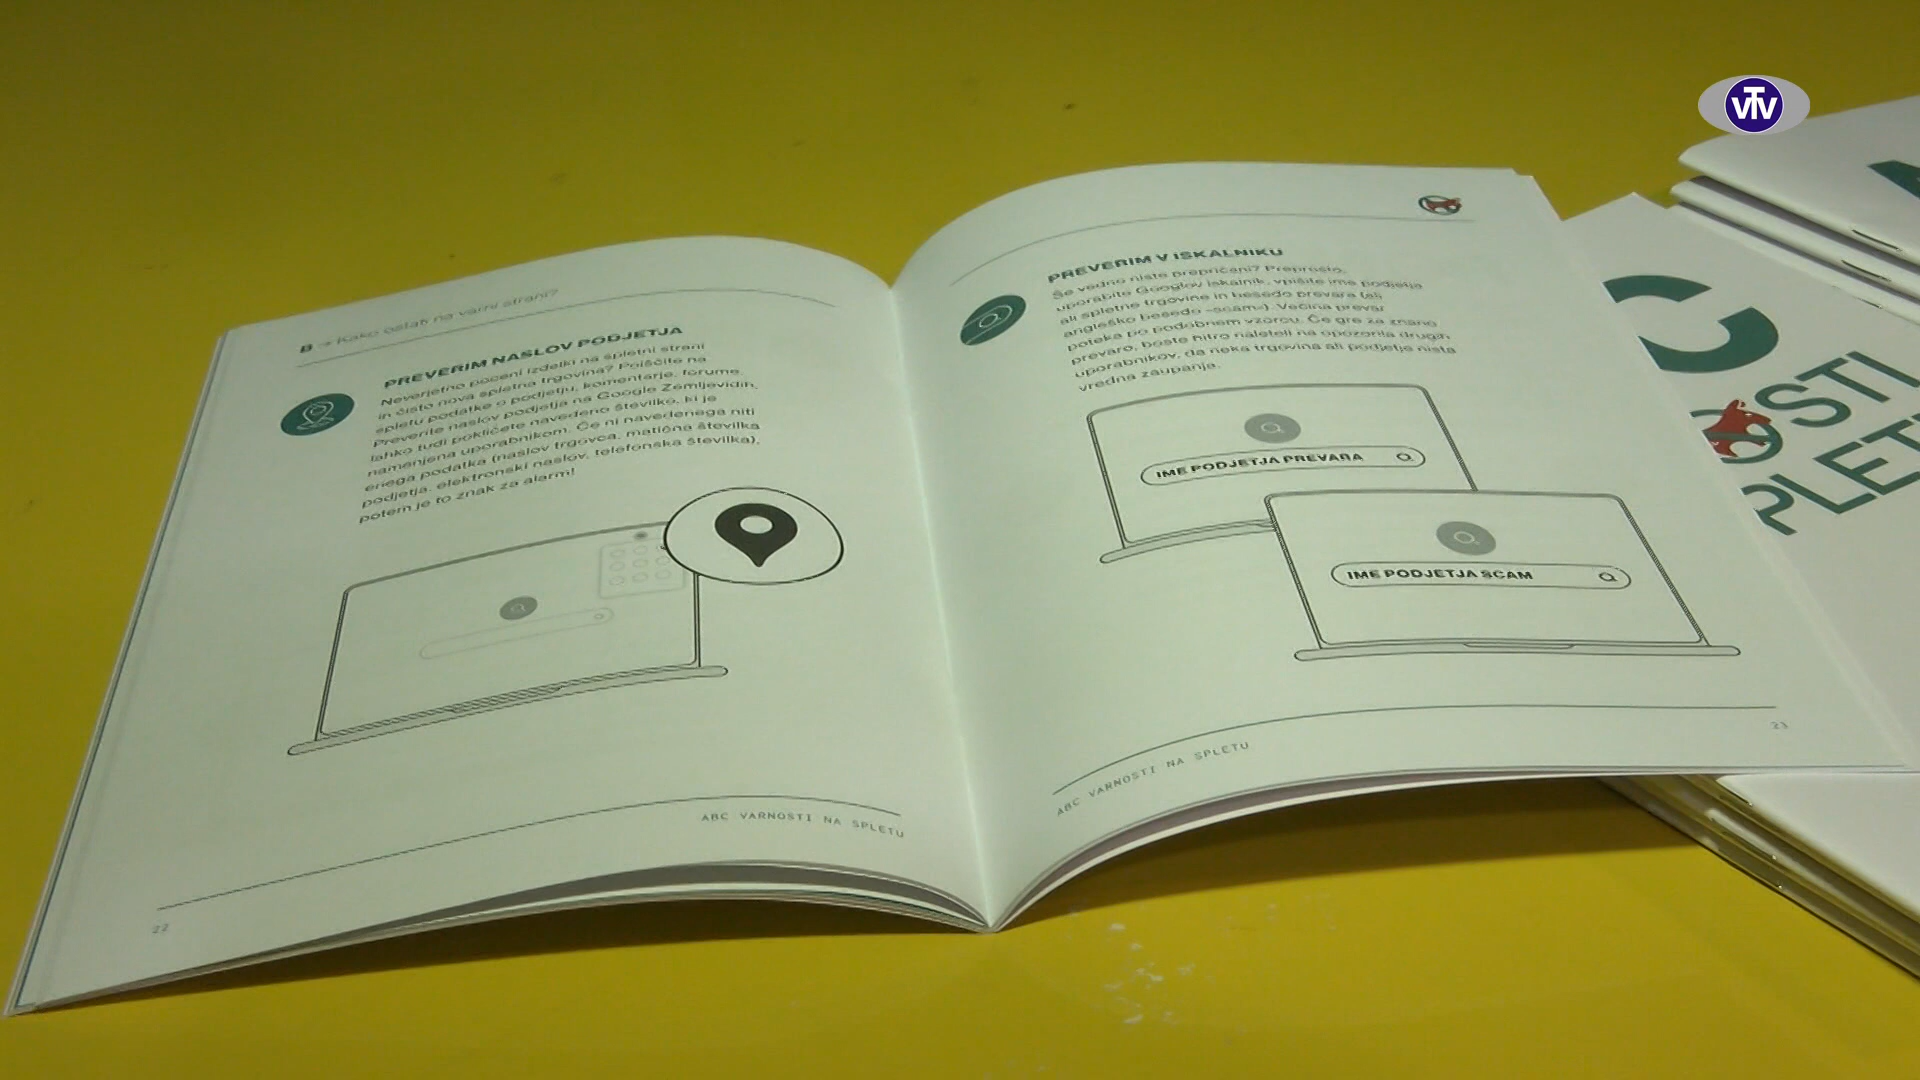 VTV
B → Kako ostati na varni strani?
PREVERIM NASLOV PODJETJA
Neverjetno poceni izdelki na spletni strani
in čisto nova spletna trgovina? Poiščite na
spletu podatke o podjetju, komentarje, forume.
Preverite naslov podjetja na Google Zemljevidih,
lahko tudi pokličete navedeno številko, ki je
namenjena uporabnikom. Če ni navedenega niti
enega podatka (naslov trgovca, matična številka
podjetja, elektronski naslov, telefonska številka),
potem je to znak za alarm!
ABC VARNOSTI NA SPLETU
22
PREVERIM V ISKALNIKU
Še vedno niste prepričani? Preprosto,
uporabite Googlov iskalnik, vpišite ime podjetja
ali spletne trgovine in besedo prevara (ali
angleško besedo »scam«). Večina prevar
poteka po podobnem vzorcu. Če gre za znano
prevaro, boste hitro naleteli na opozorila drugih
uporabnikov, da neka trgovina ali podjetje nista
vredna zaupanja.
IME PODJETJA PREVARA
IME PODJETJA SCAM
ABC VARNOSTI NA SPLETU
23
C
OSTI
PLET